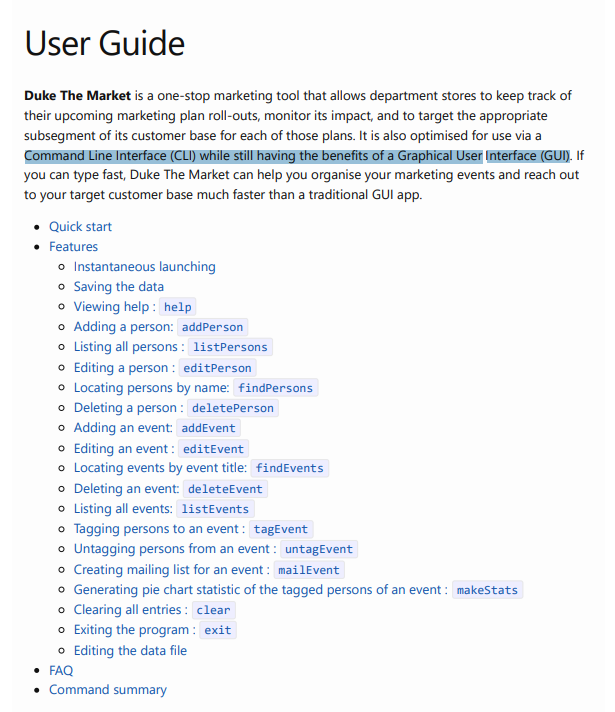 User Guide
Duke The Market is a one-stop marketing tool that allows department stores to keep track of
their upcoming marketing plan roll-outs, monitor its impact, and to target the appropriate
subsegment of its customer base for each of those plans. It is also optimised for use via a
Command Line Interface (CLI) while still having the benefits of a Graphical User Interface (GUI). If
you can type fast, Duke The Market can help you organise your marketing events and reach out
to your target customer base much faster than a traditional GUI app.
• Quick start
• Features
Instantaneous launching
Saving the data
Viewing help : help
Adding a person: addPerson
Listing all persons : listPersons
Editing a person : editPerson
Locating persons by name: findPersons
Deleting a person : deletePerson
Adding an event: addEvent
Editing an event : editEvent
Locating events by event title: findEvents
Deleting an event: deleteEvent
Listing all events: listEvents
Tagging persons to an event : tagEvent
Untagging persons from an event : untagEvent
Creating mailing list for an event : mailEvent
Generating pie chart statistic of the tagged persons of an event : makeStats
Clearing all entries : clear
Exiting the program : exit
Editing the data file
• FAQ
• Command summary